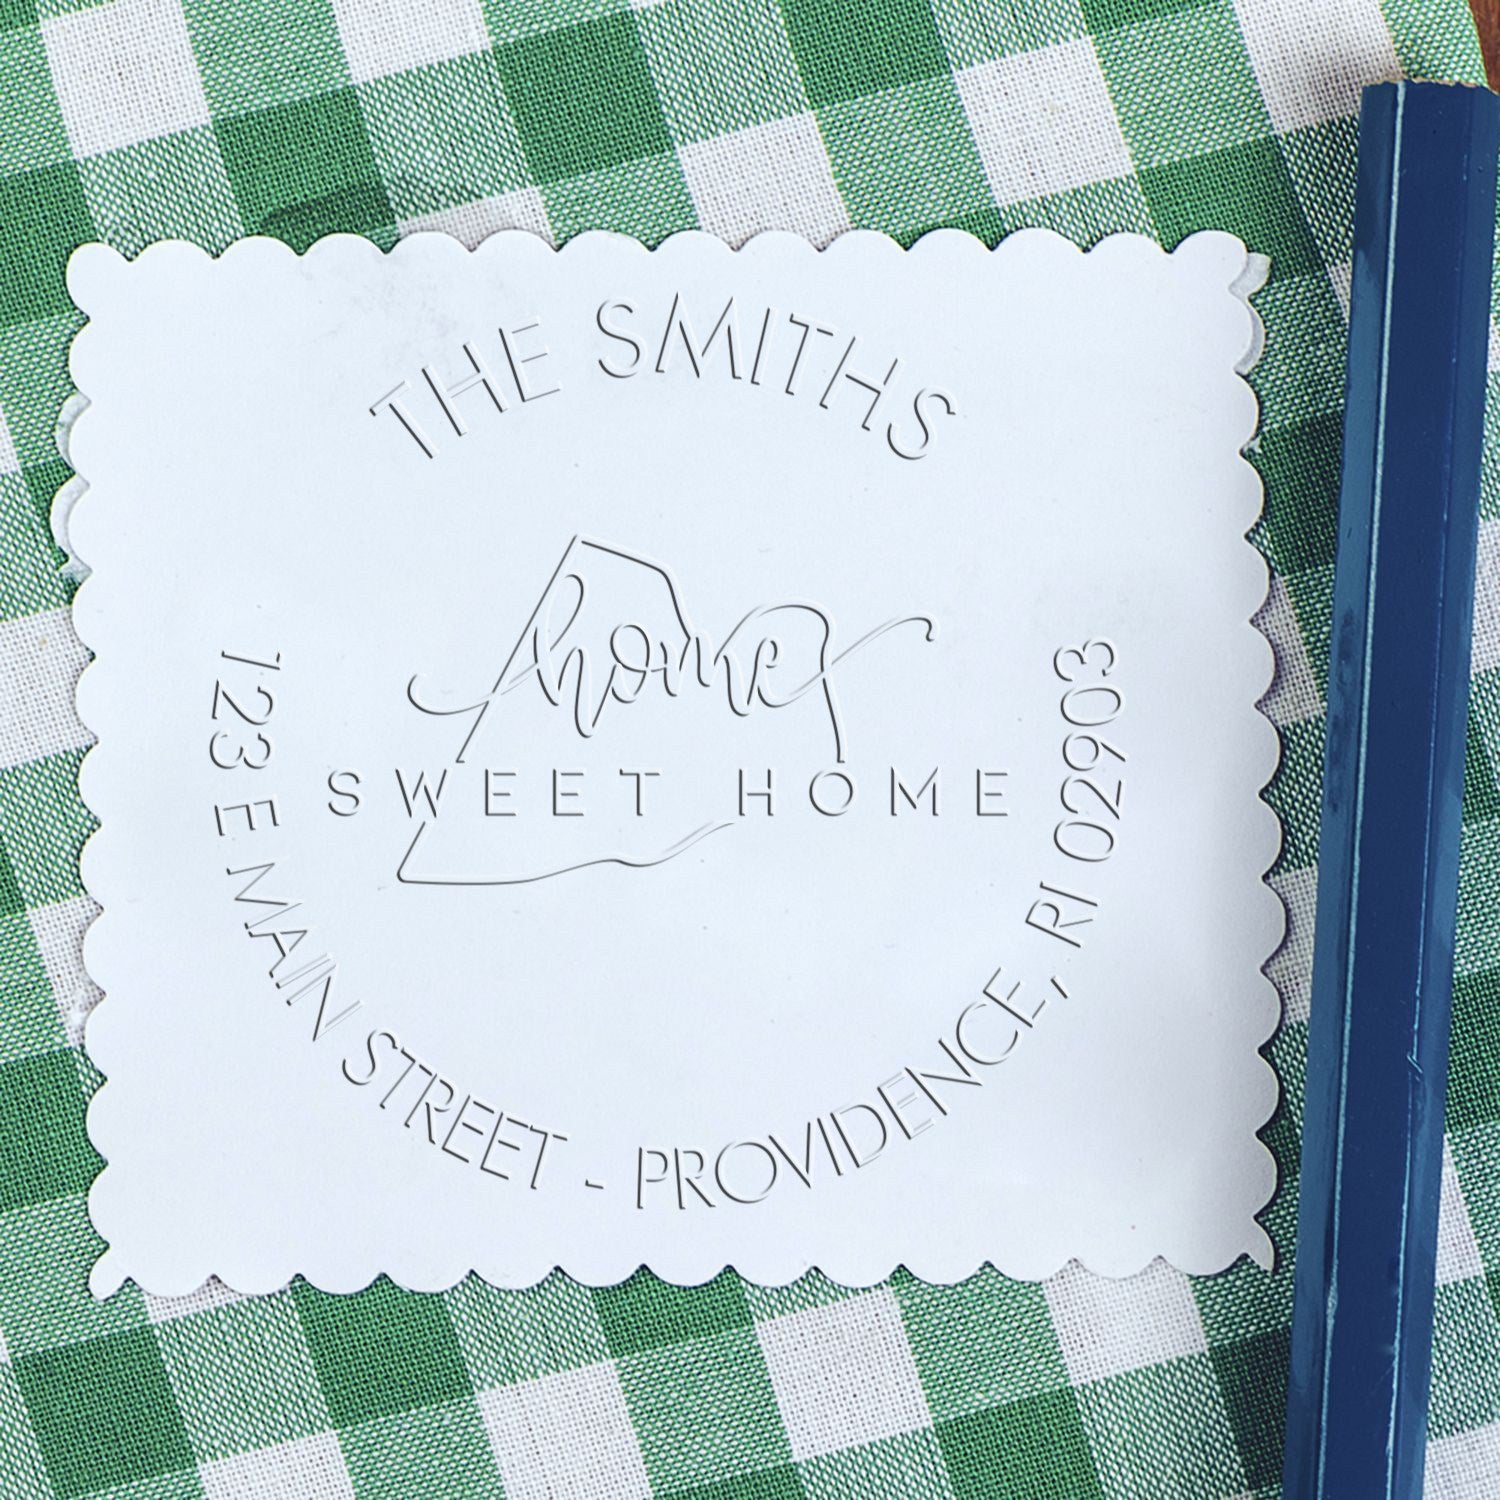 THE SMITHS
home
SWEET HOME
123 E MAIN STREET - PROVIDENCE, RI 02903